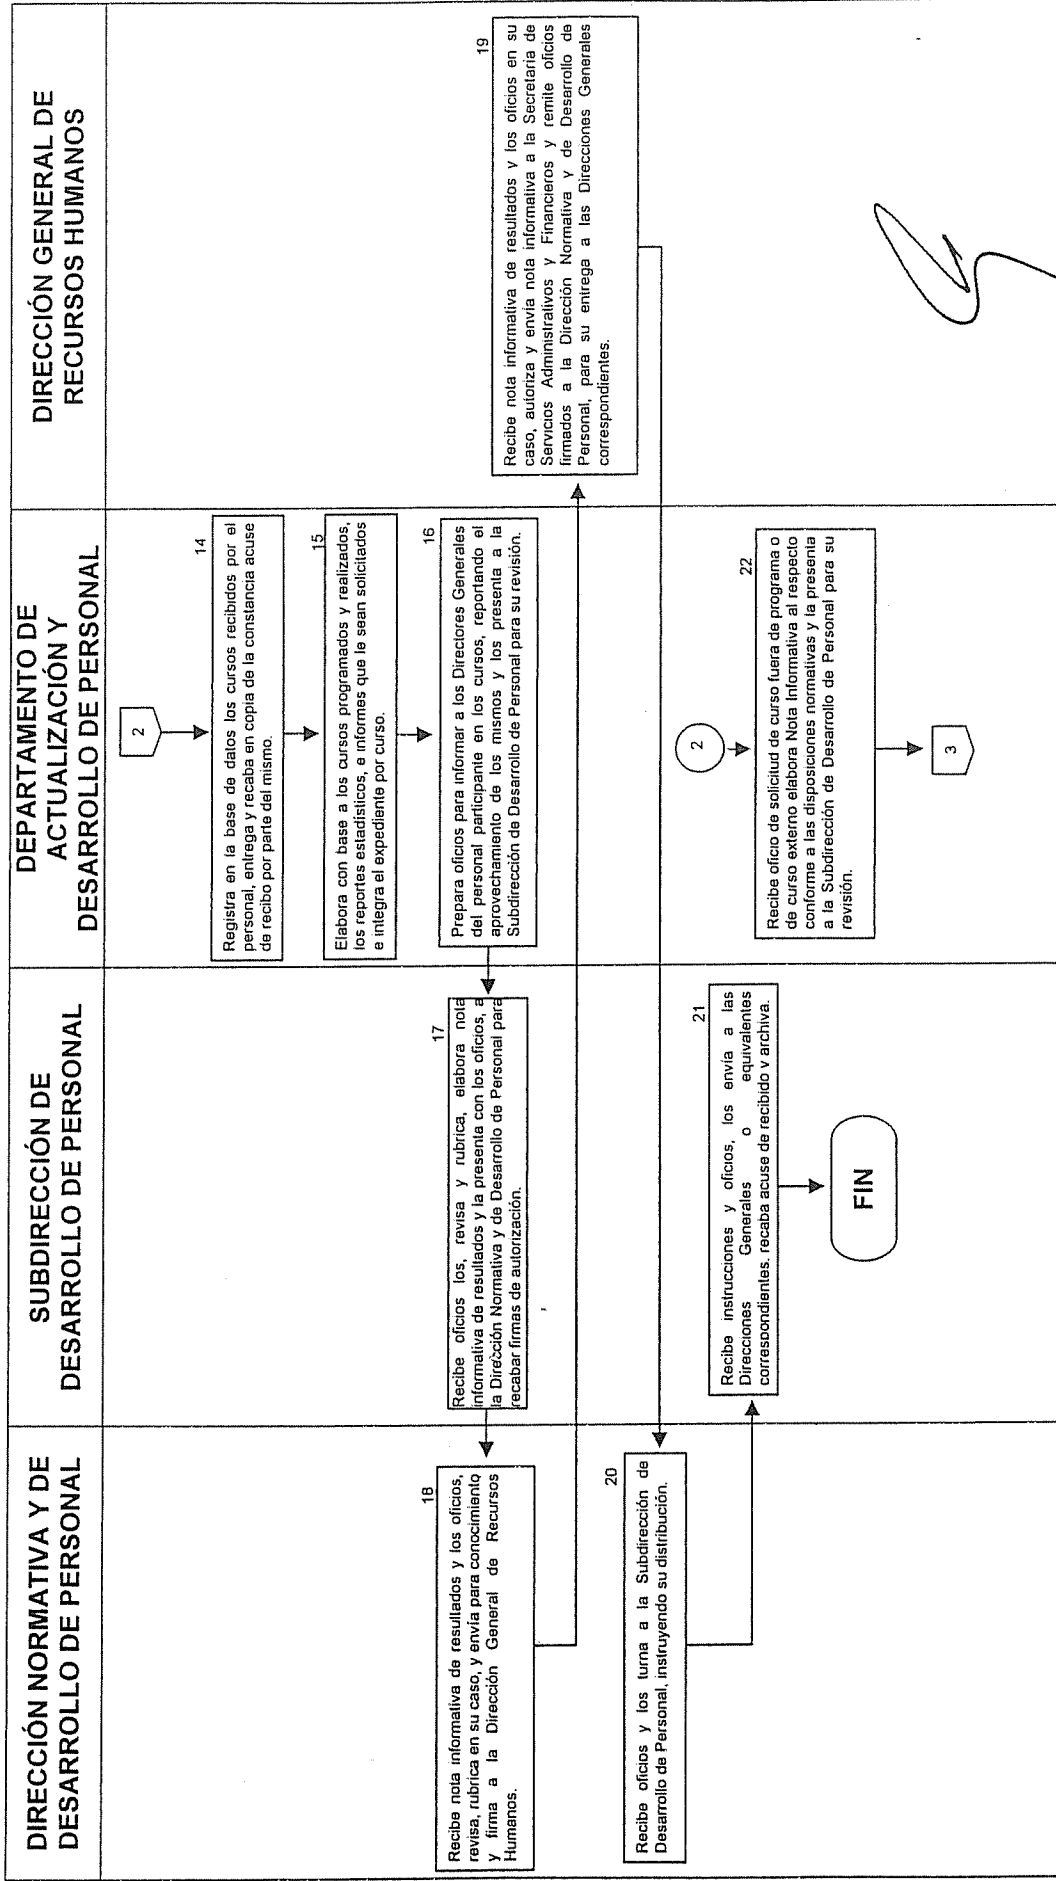 DIRECCIÓN NORMATIVA Y DE
DESARROLLO DE PERSONAL
SUBDIRECCIÓN DE
DESARROLLO DE PERSONAL
DEPARTAMENTO DE
ACTUALIZACIÓN Y
DESARROLLO DE PERSONAL
DIRECCIÓN GENERAL DE
RECURSOS HUMANOS
2
14
Registra en la base de datos los cursos recibidos por el
personal, entrega y recaba en copia de la constancia acuse
de recibo por parte del mismo.
15
Elabora con base a los cursos programados y realizados,
los reportes estadísticos, e informes que le sean solicitados
e integra el expediente por curso.
16
Prepara oficios para informar a los Directores Generales
del personal participante en los cursos, reportando el
aprovechamiento de los mismos y los presenta a la
Subdirección de Desarrollo de Personal para su revisión.
17
Recibe oficios los, revisa y rubrica, elabora nota
informativa de resultados y la presenta con los oficios, a
la Dirección Normativa y de Desarrollo de Personal para
recabar firmas de autorización.
18
Recibe nota informativa de resultados y los oficios,
revisa, rubrica en su caso, y envía para conocimiento
y firma a la Dirección General de Recursos
Humanos.
19
Recibe nota informativa de resultados y los oficios en su
caso, autoriza y envía nota informativa a la Secretaria de
Servicios Administrativos y Financieros y remite oficios
firmados a la Dirección Normativa y de Desarrollo de
Personal, para su entrega a las Direcciones Generales
correspondientes.
20
Recibe oficios y los turna a la Subdirección de
Desarrollo de Personal, instruyendo su distribución.
21
Recibe instrucciones y oficios, los envía a las
Direcciones Generales o equivalentes
correspondientes, recaba acuse de recibido y archiva.
FIN
2
22
Recibe oficio de solicitud de curso fuera de programa o
de curso externo elabora Nota Informativa al respecto
conforme a las disposiciones normativas y la presenta
a la Subdirección de Desarrollo de Personal para su
revisión.
3